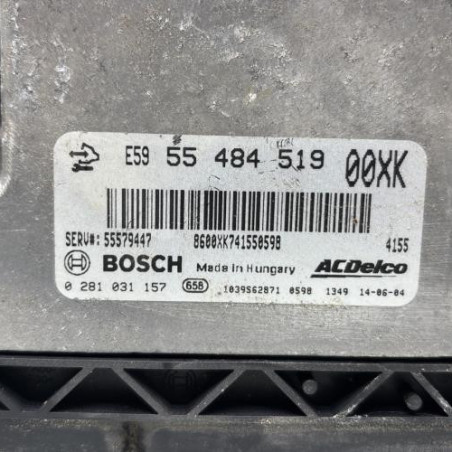 E59 55 484 519 00XK
SERV#: 55579447 8600XK741550598 4155
BOSCH Made in Hungary ACDelco
0 281 031 157 658 1039S62871 0598 1349 14-06-04